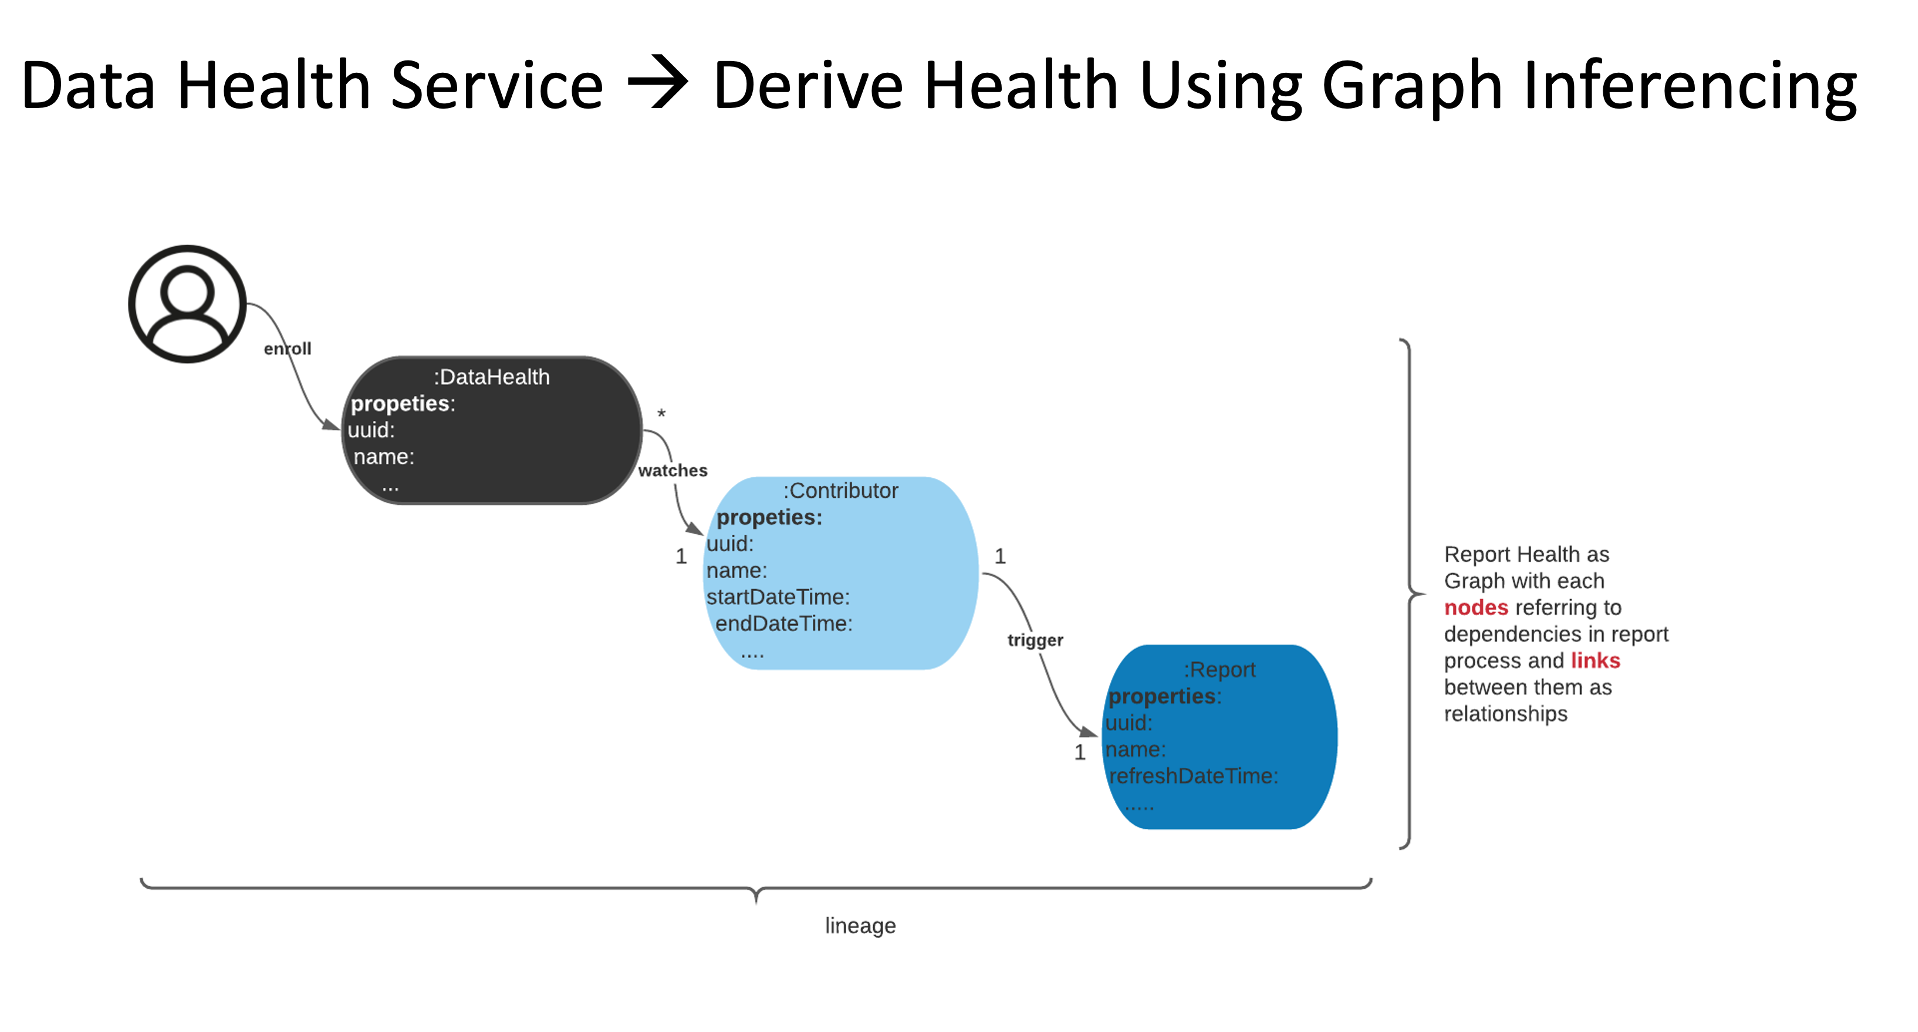 Data Health Service → Derive Health Using Graph Inferencing
enroll
:DataHealth
propeties:
uuid:
name:
...
*
watches
1
:Contributor
propeties:
uuid:
name:
startDateTime:
endDateTime:
....
1
trigger
1
:Report
properties:
uuid:
name:
refreshDateTime:
.....
Report Health as
Graph with each
nodes referring to
dependencies in report
process and links
between them as
relationships
lineage